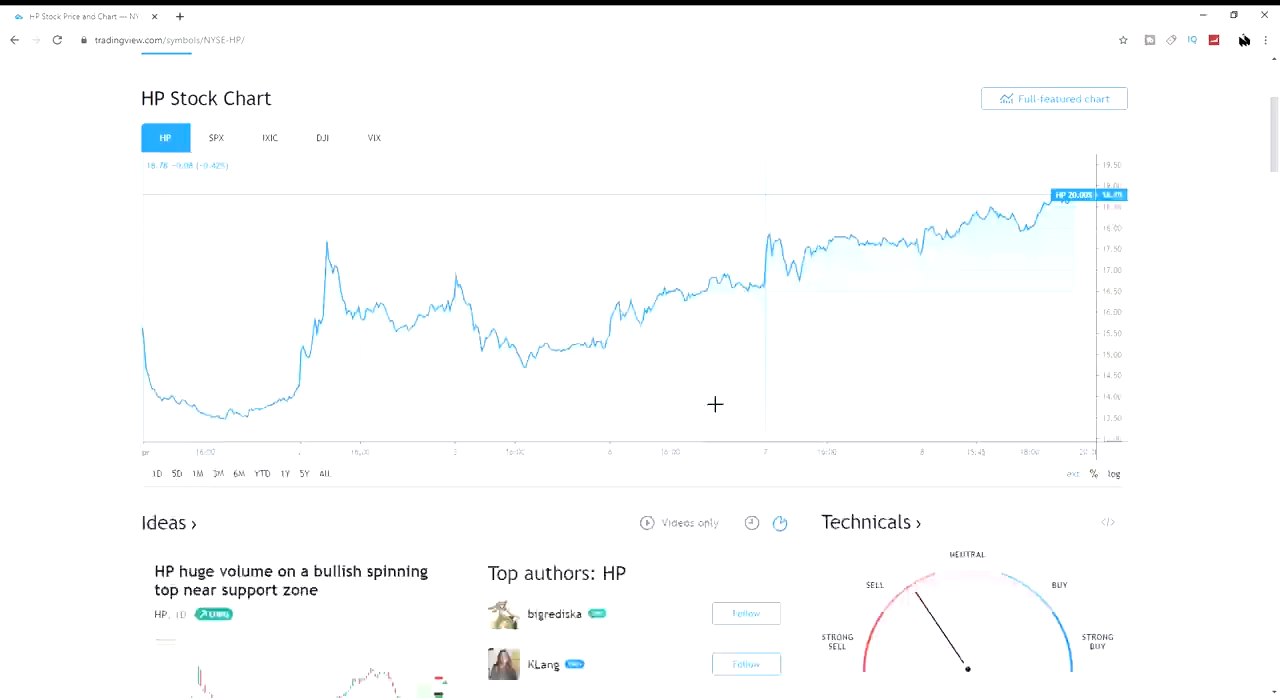 HP Stock Price and Chart — NY
tradingview.com/symbols/NYSE-HP/
IQ
HP Stock Chart
Full-featured chart
HP SPX IXIC DJI VIX
18.78 −0.08 (−0.42%)
19.50
19.00
HP 20.00%
18.00
17.50
17.00
16.50
16.00
15.50
15.00
14.50
14.00
13.50
pr 16:00 16:00 3 16:00 6 16:00 7 16:00 8 15:45 18:00 20:0
1D 5D 1M 3M 6M YTD 1Y 5Y ALL
ext % log
Ideas ›
Videos only
Technicals ›
</>
NEUTRAL
SELL
BUY
STRONG
SELL
STRONG
BUY
HP huge volume on a bullish spinning
top near support zone
HP, 1D
Top authors: HP
bigrediska
Follow
KLang
Follow